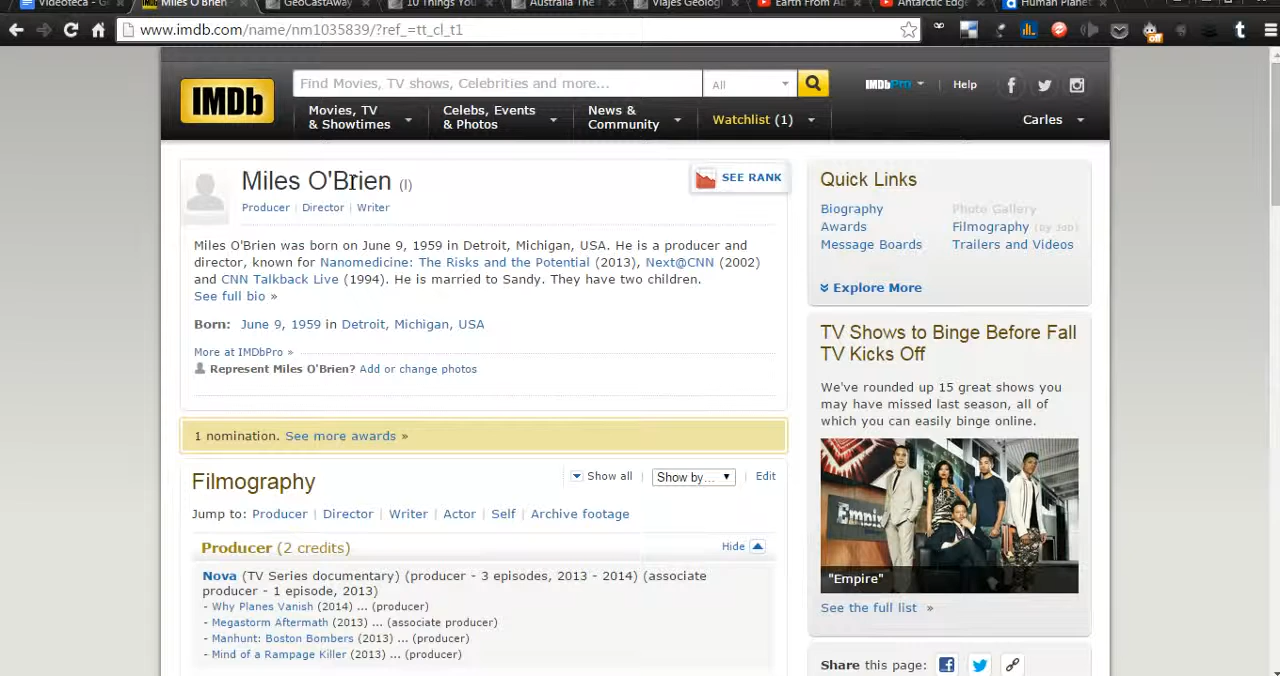 Videoteca - G
Miles O'Brien
GeoCastAway
10 Things You
Australia The
Viajes Geológ
Earth From A
Antarctic Edge
Human Planet
www.imdb.com/name/nm1035839/?ref_=tt_cl_t1
off
IMDb
Find Movies, TV shows, Celebrities and more...
All
IMDbPro
Help
Movies, TV & Showtimes
Celebs, Events & Photos
News & Community
Watchlist (1)
Carles
Miles O'Brien (I)
SEE RANK
Producer | Director | Writer
Miles O'Brien was born on June 9, 1959 in Detroit, Michigan, USA. He is a producer and
director, known for Nanomedicine: The Risks and the Potential (2013), Next@CNN (2002)
and CNN Talkback Live (1994). He is married to Sandy. They have two children.
See full bio »
Born: June 9, 1959 in Detroit, Michigan, USA
More at IMDbPro »
Represent Miles O'Brien? Add or change photos
1 nomination. See more awards »
Filmography
Show all | Show by... | Edit
Jump to: Producer | Director | Writer | Actor | Self | Archive footage
Producer (2 credits)
Hide
Nova (TV Series documentary) (producer - 3 episodes, 2013 - 2014) (associate
producer - 1 episode, 2013)
- Why Planes Vanish (2014) ... (producer)
- Megastorm Aftermath (2013) ... (associate producer)
- Manhunt: Boston Bombers (2013) ... (producer)
- Mind of a Rampage Killer (2013) ... (producer)
Quick Links
Biography
Awards
Message Boards
Photo Gallery
Filmography (by Job)
Trailers and Videos
Explore More
TV Shows to Binge Before Fall
TV Kicks Off
We've rounded up 15 great shows you
may have missed last season, all of
which you can easily binge online.
Empire
"Empire"
See the full list »
Share this page: